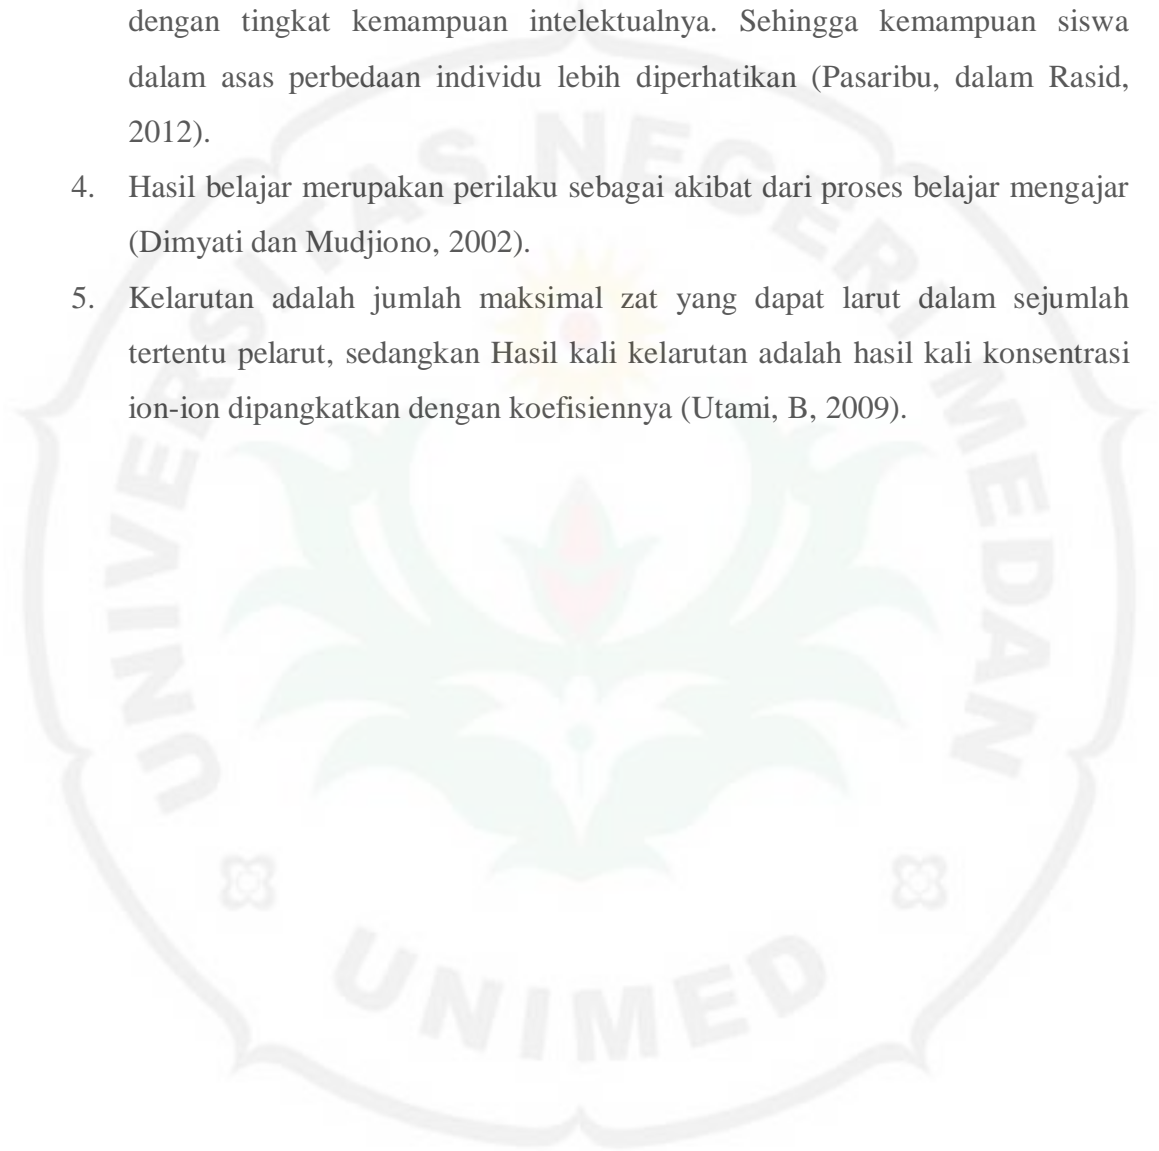 dengan tingkat kemampuan intelektualnya. Sehingga kemampuan siswa
dalam asas perbedaan individu lebih diperhatikan (Pasaribu, dalam Rasid,
2012).
4. Hasil belajar merupakan perilaku sebagai akibat dari proses belajar mengajar
(Dimyati dan Mudjiono, 2002).
5. Kelarutan adalah jumlah maksimal zat yang dapat larut dalam sejumlah
tertentu pelarut, sedangkan Hasil kali kelarutan adalah hasil kali konsentrasi
ion-ion dipangkatkan dengan koefisiennya (Utami, B, 2009).
UNIVERSITAS NEGERI MEDAN
UNIMED